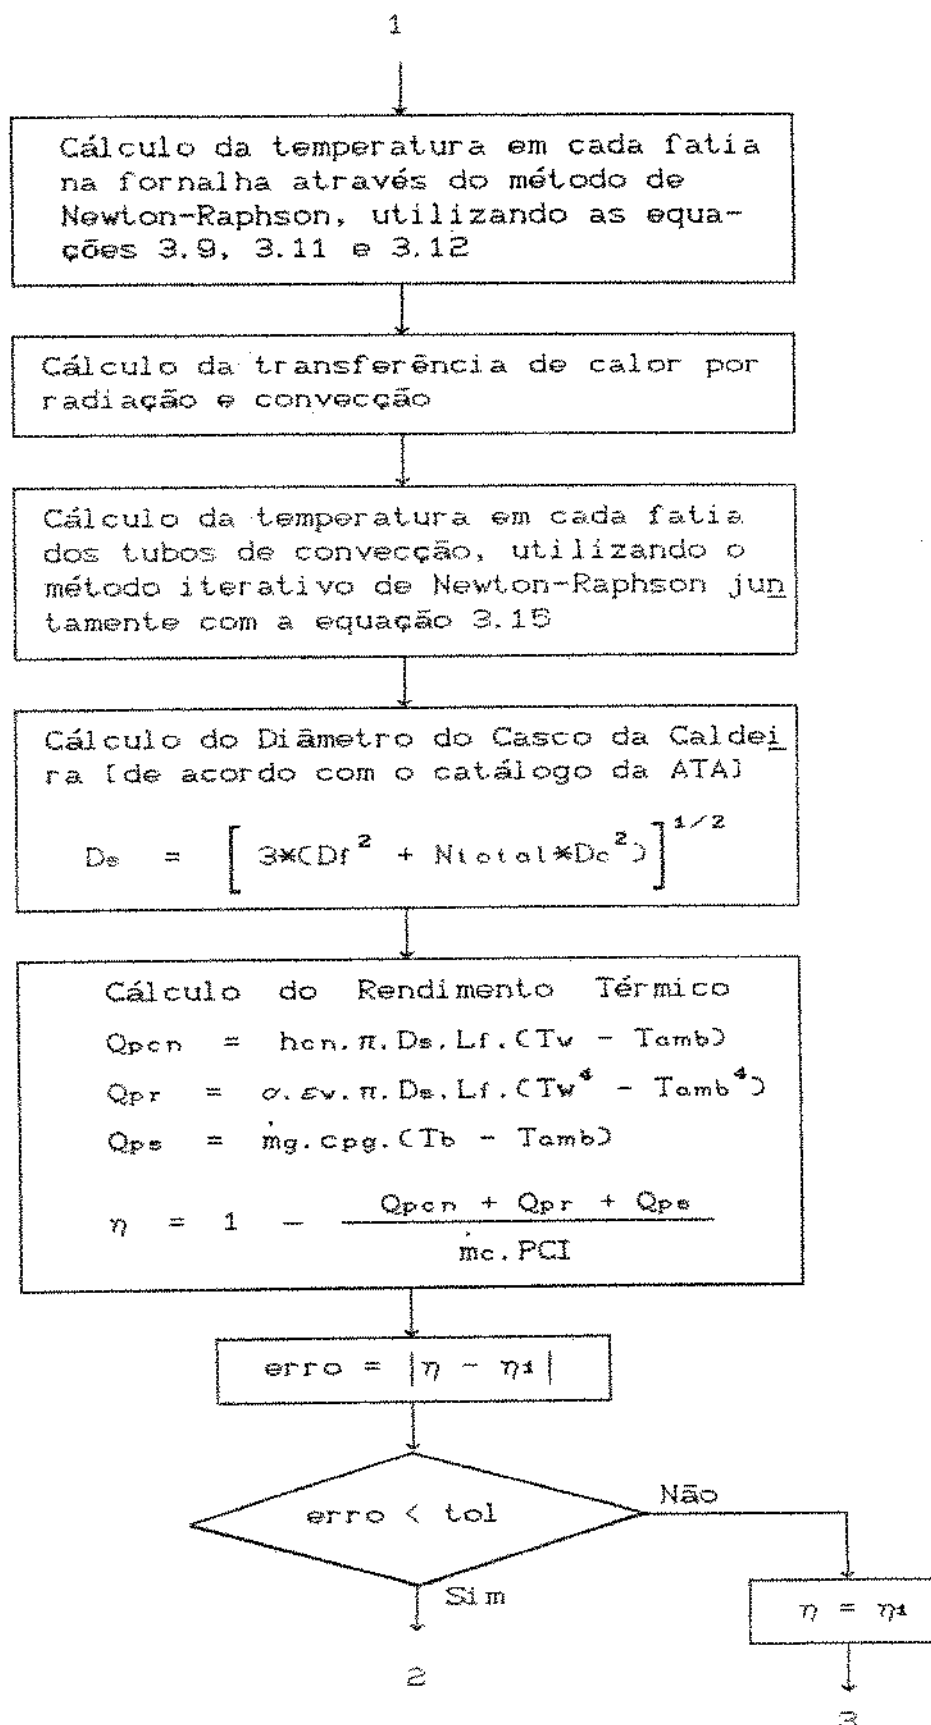 1
Cálculo da temperatura em cada fatia
na fornalha através do método de
Newton-Raphson, utilizando as equa-
ções 3.9, 3.11 e 3.12
Cálculo da transferência de calor por
radiação e convecção
Cálculo da temperatura em cada fatia
dos tubos de convecção, utilizando o
método iterativo de Newton-Raphson jun
tamente com a equação 3.15
Cálculo do Diâmetro do Casco da Caldei
ra [de acordo com o catálogo da ATA]
Ds = [ 3*(Df² + Ntotal*Dc²)]^1/2
Cálculo do Rendimento Térmico
Qpcn = hcn.π.Ds.Lf.(Tw - Tamb)
Qpr = σ.εw.π.Ds.Lf.(Tw⁴ - Tamb⁴)
Qps = ṁg.cpg.(Tb - Tamb)
η = 1 - Qpcn + Qpr + Qps
ṁc.PCI
erro = |η - η1|
erro < tol
Não
Sim
η = η1
2
3